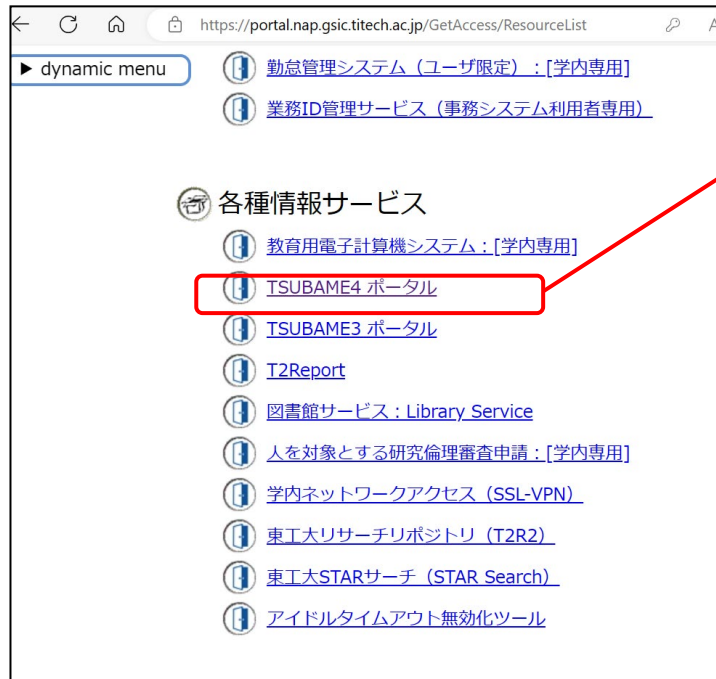 https://portal.nap.gsic.titech.ac.jp/GetAccess/ResourceList
▶ dynamic menu
勤怠管理システム（ユーザ限定）：[学内専用]
業務ID管理サービス（事務システム利用者専用）
各種情報サービス
教育用電子計算機システム：[学内専用]
TSUBAME4 ポータル
TSUBAME3 ポータル
T2Report
図書館サービス : Library Service
人を対象とする研究倫理審査申請：[学内専用]
学内ネットワークアクセス（SSL-VPN）
東工大リサーチリポジトリ（T2R2）
東工大STARサーチ（STAR Search）
アイドルタイムアウト無効化ツール